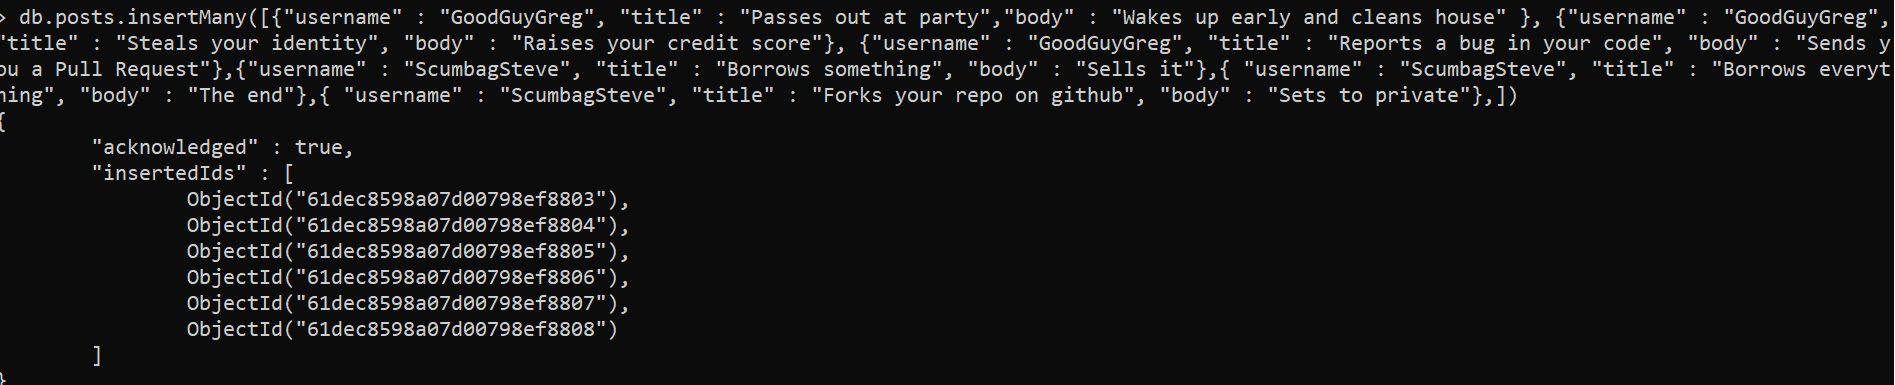 > db.posts.insertMany([{"username" : "GoodGuyGreg", "title" : "Passes out at party","body" : "Wakes up early and cleans house" }, {"username" : "GoodGuyGreg",
"title" : "Steals your identity", "body" : "Raises your credit score"}, {"username" : "GoodGuyGreg", "title" : "Reports a bug in your code", "body" : "Sends y
ou a Pull Request"},{"username" : "ScumbagSteve", "title" : "Borrows something", "body" : "Sells it"},{ "username" : "ScumbagSteve", "title" : "Borrows everyt
hing", "body" : "The end"},{ "username" : "ScumbagSteve", "title" : "Forks your repo on github", "body" : "Sets to private"},])
{
"acknowledged" : true,
"insertedIds" : [
ObjectId("61dec8598a07d00798ef8803"),
ObjectId("61dec8598a07d00798ef8804"),
ObjectId("61dec8598a07d00798ef8805"),
ObjectId("61dec8598a07d00798ef8806"),
ObjectId("61dec8598a07d00798ef8807"),
ObjectId("61dec8598a07d00798ef8808")
]
}